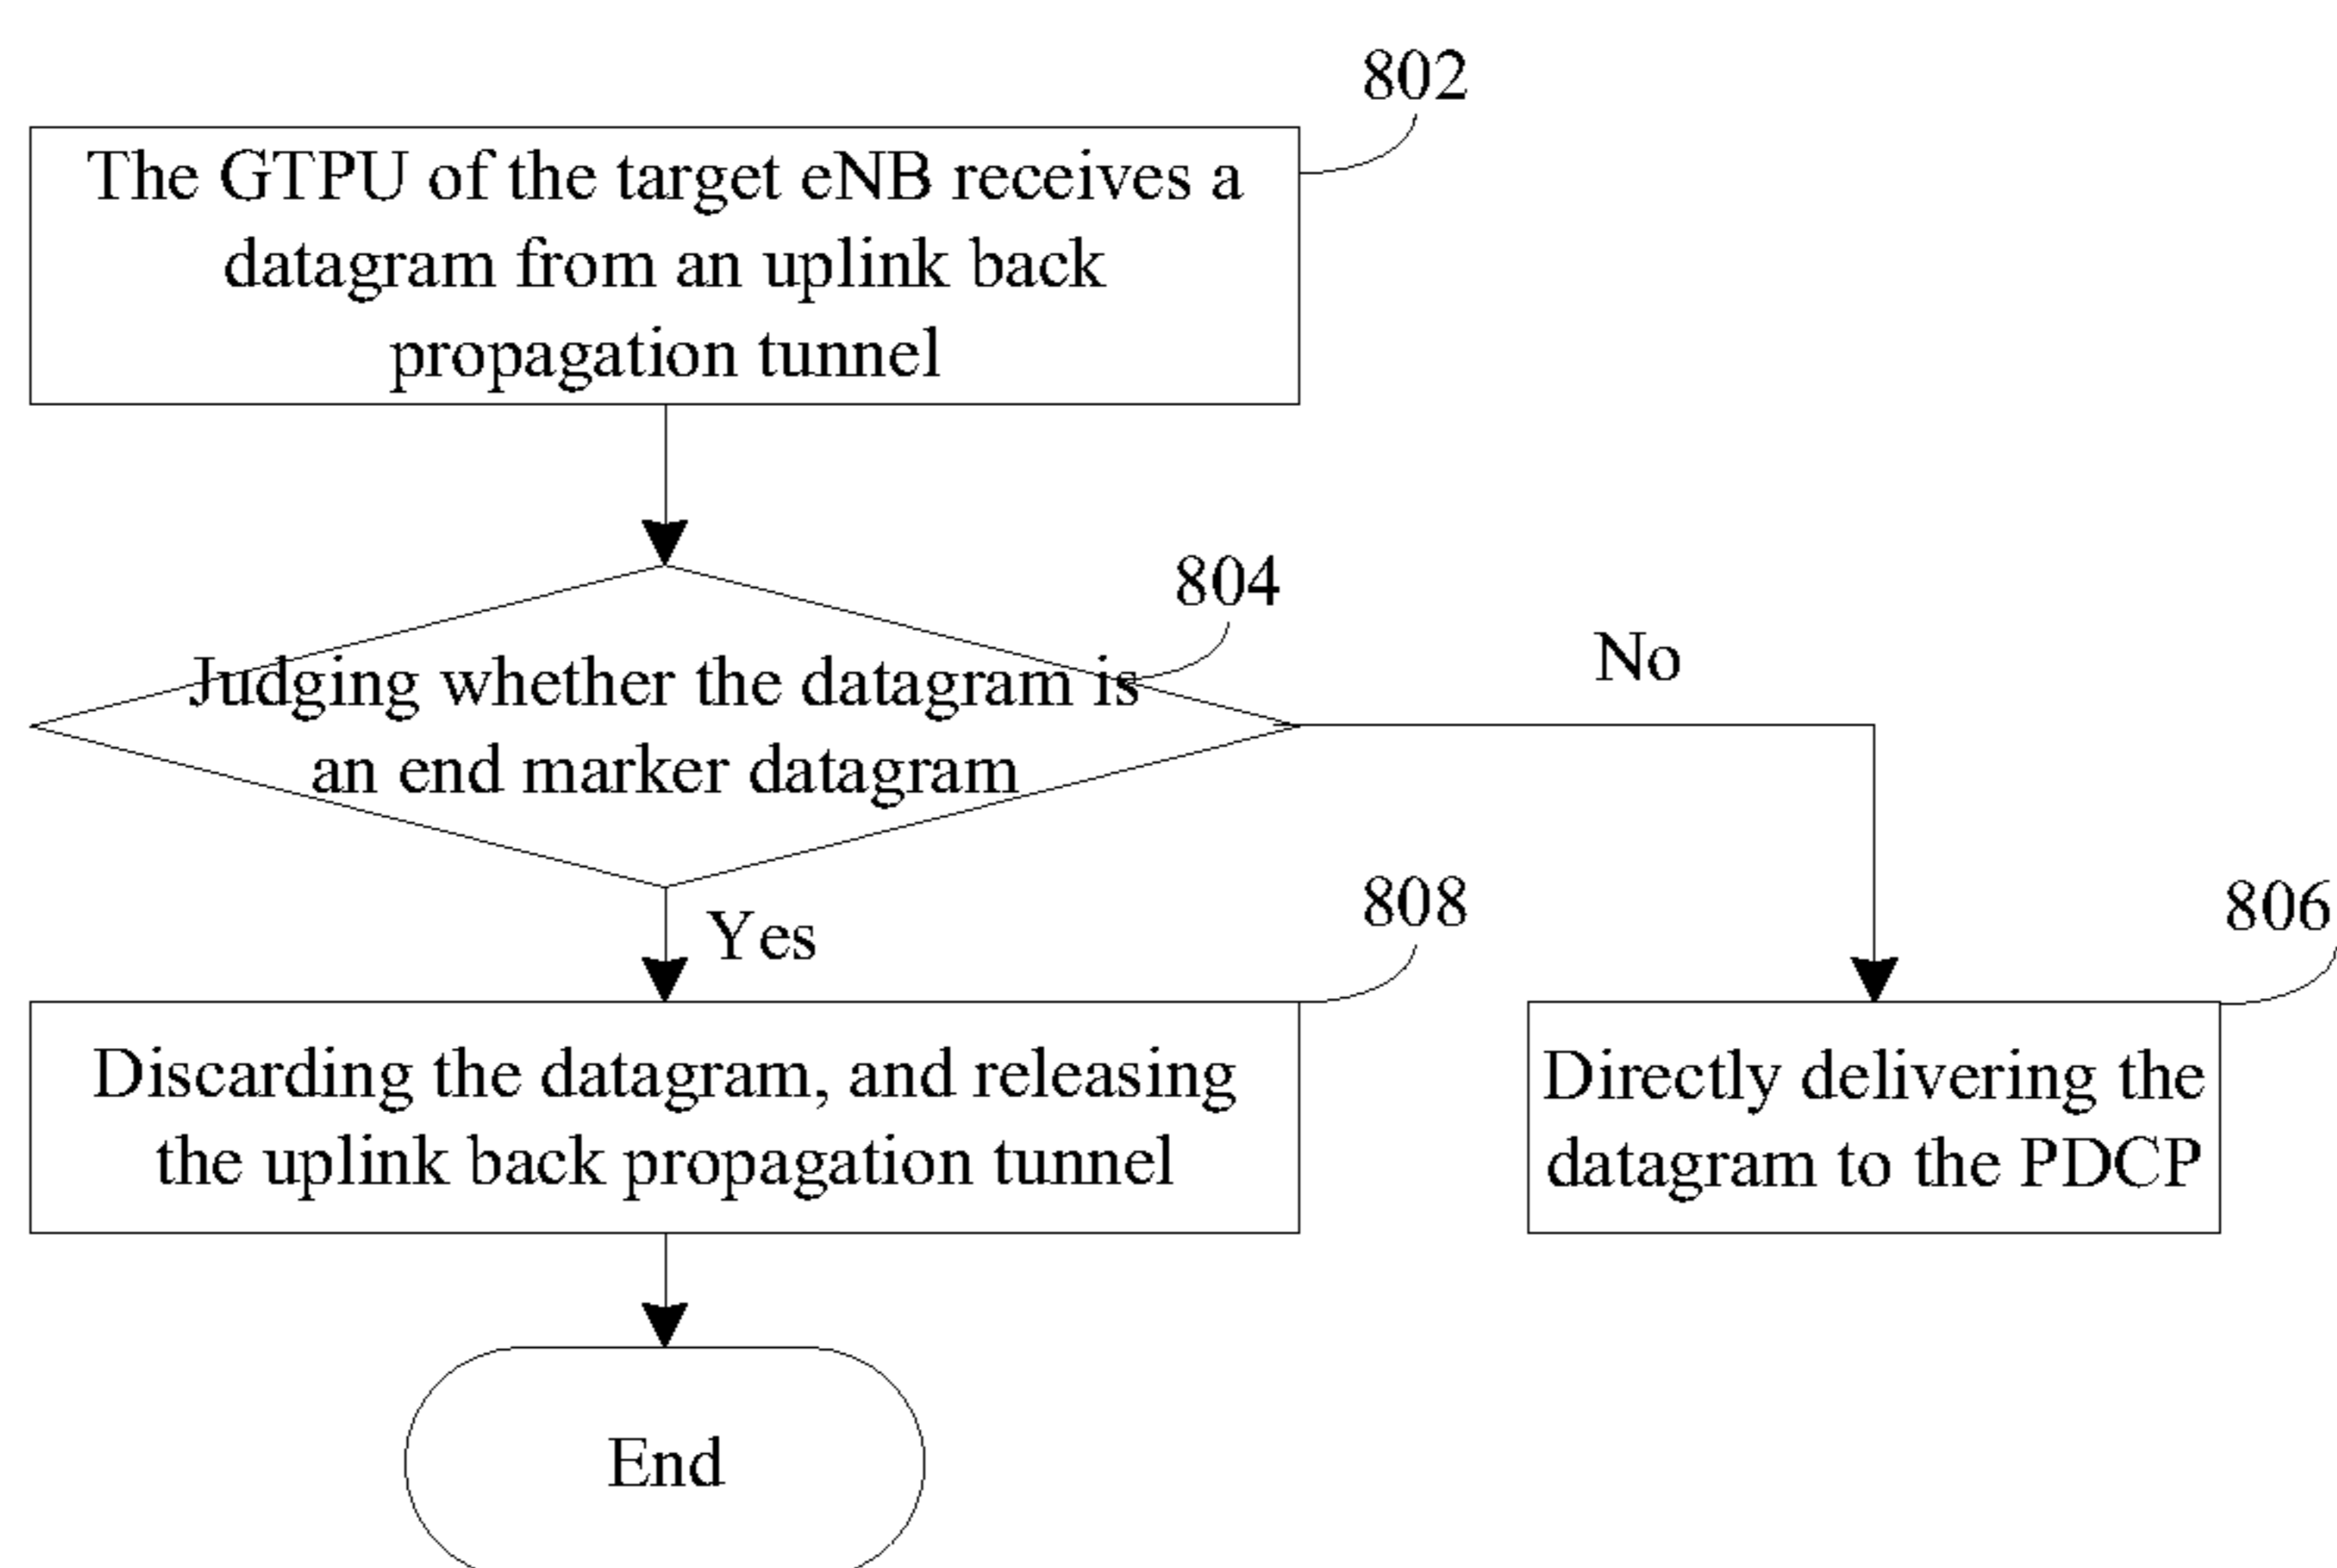 802
The GTPU of the target eNB receives a
datagram from an uplink back
propagation tunnel
804
Judging whether the datagram is
an end marker datagram
No
Yes
808
806
Discarding the datagram, and releasing
the uplink back propagation tunnel
Directly delivering the
datagram to the PDCP
End